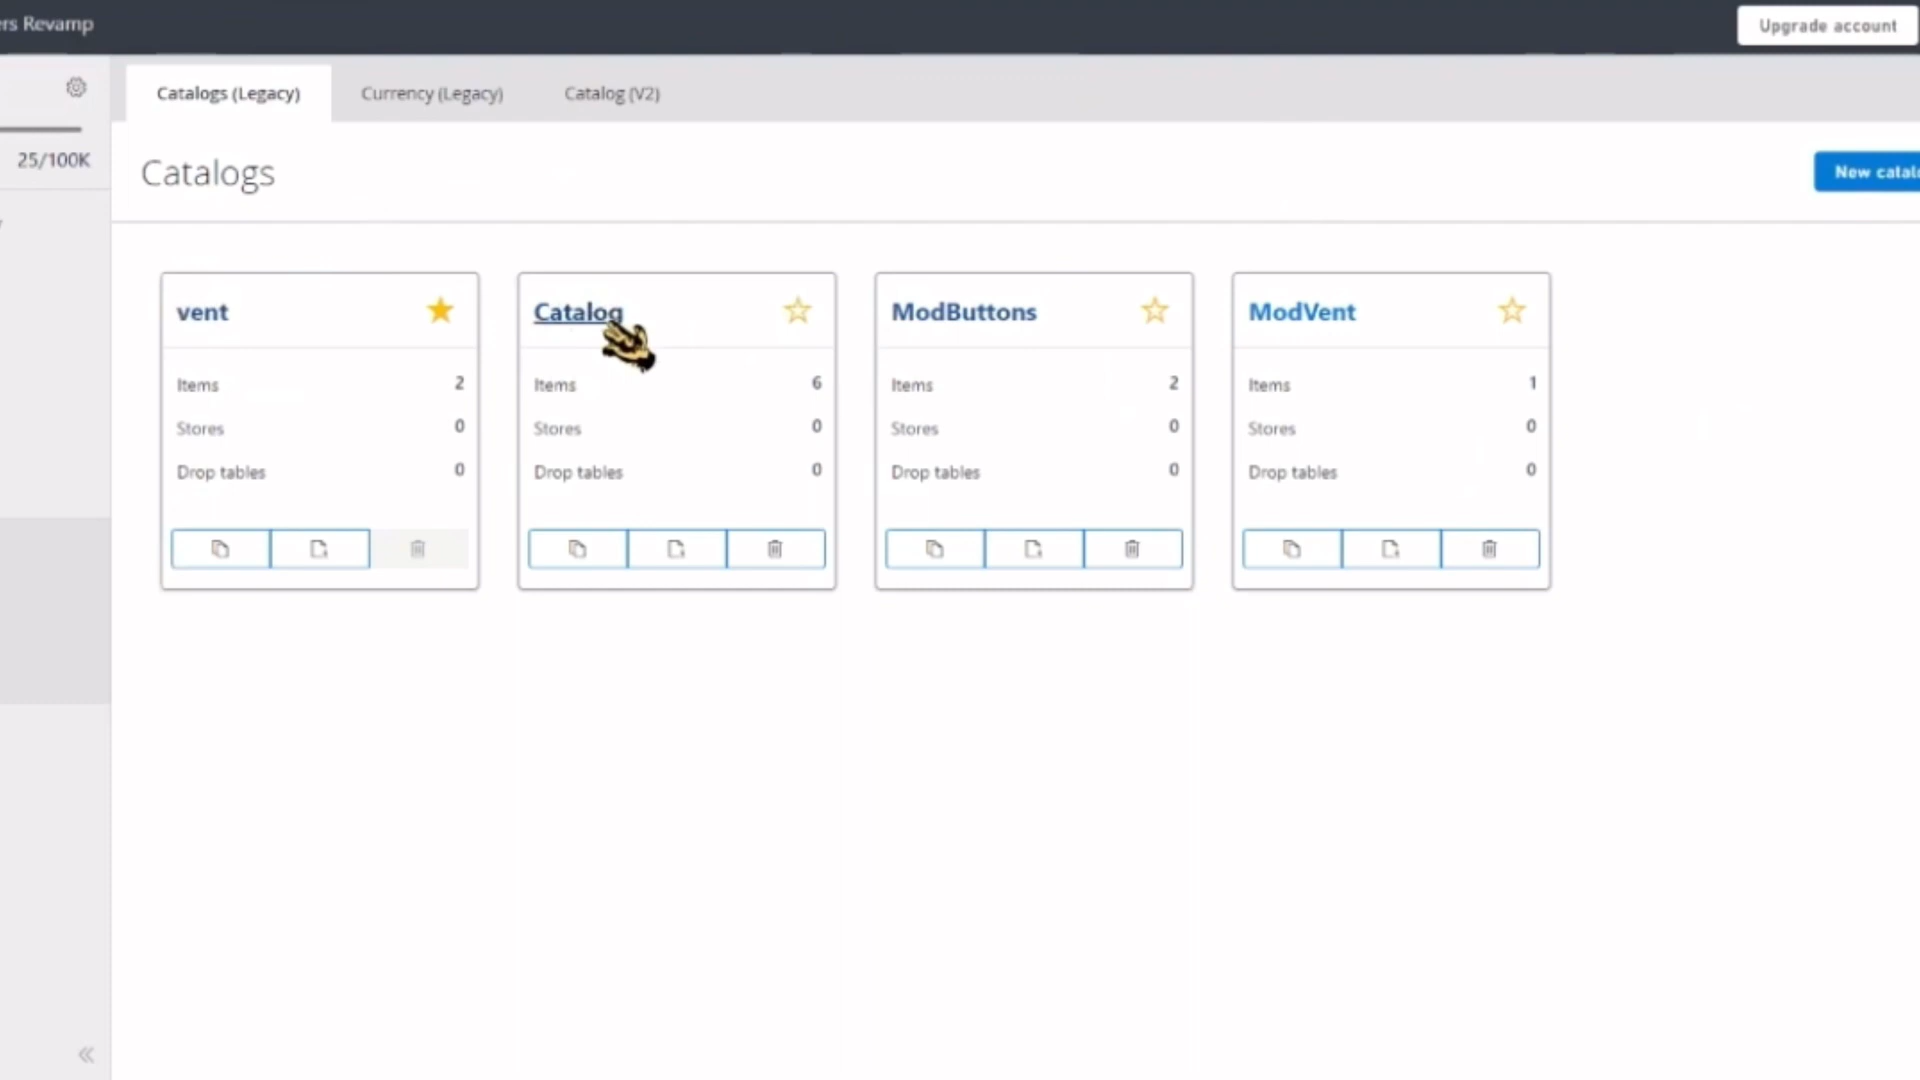 ers Revamp
Upgrade account
Catalogs (Legacy)
Currency (Legacy)
Catalog (V2)
25/100K
Catalogs
New catalo
vent
Catalog
ModButtons
ModVent
Items 2
Items 6
Items 2
Items 1
Stores 0
Stores 0
Stores 0
Stores 0
Drop tables 0
Drop tables 0
Drop tables 0
Drop tables 0